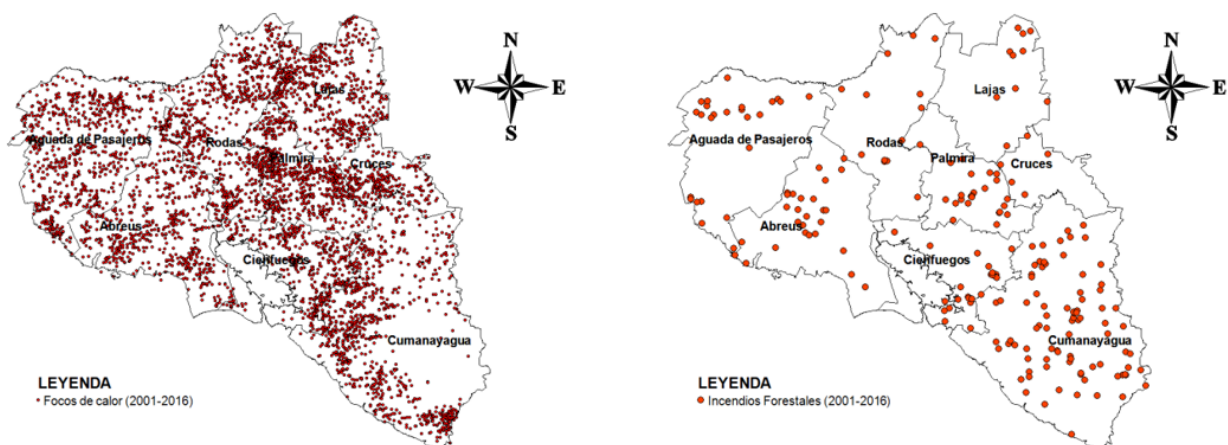 N
W E
S
Lajas
Aguada de Pasajeros
Rodas
Palmira
Cruces
Abreus
Cienfuegos
Cumanayagua
LEYENDA
Focos de calor (2001-2016)
N
W E
S
Lajas
Aguada de Pasajeros
Rodas
Palmira
Cruces
Abreus
Cienfuegos
Cumanayagua
LEYENDA
Incendios Forestales (2001-2016)